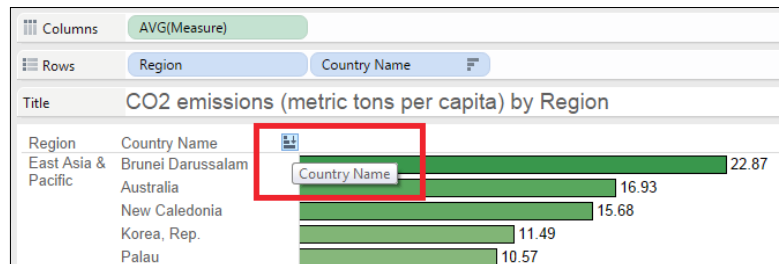 Columns AVG(Measure)
Rows Region Country Name
Title CO2 emissions (metric tons per capita) by Region
Region Country Name
East Asia & Pacific Brunei Darussalam 22.87
Country Name
Australia 16.93
New Caledonia 15.68
Korea, Rep. 11.49
Palau 10.57